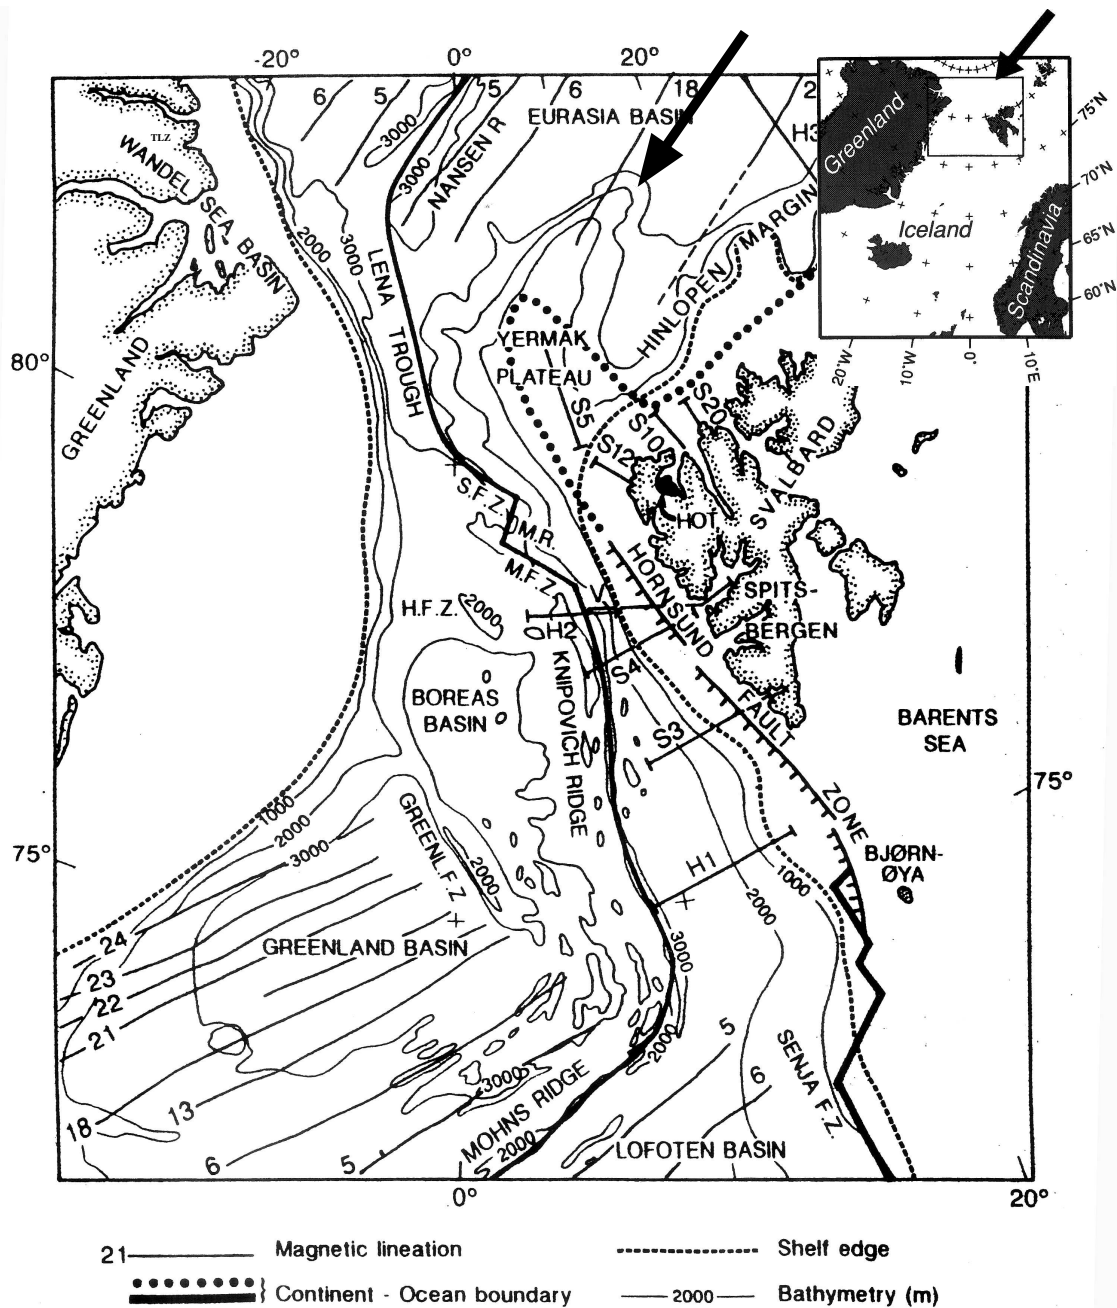 -20°
0°
20°
6
5
5
6
18
2
EURASIA BASIN
3000
3000
NANSEN R
H3
TLZ
WANDEL SEA BASIN
2000
3000
LENA TROUGH
HINLOPEN MARGIN
YERMAK
PLATEAU
80°
GREENLAND
S5
S10
S20
S12
SVALBARD
HOT
S.F.Z.
M.R.
M.F.Z.
HORNSUND FAULT ZONE
V
SPITS-
BERGEN
H.F.Z.
2000
H2
S4
KNIPOVICH RIDGE
BOREAS
BASIN
S3
BARENTS
SEA
75°
75°
1000
2000
3000
GREENL.F.Z
2000
H1
1000
2000
BJØRN-
ØYA
3000
24
23
22
21
GREENLAND BASIN
18
13
6
5
3000
2000
MOHNS RIDGE
2000
5
6
SENJA F.Z.
LOFOTEN BASIN
0°
20°
Greenland
Iceland
Scandinavia
75°N
70°N
65°N
60°N
20°W
10°W
0°
10°E
21 Magnetic lineation
Shelf edge
} Continent - Ocean boundary
2000 Bathymetry (m)